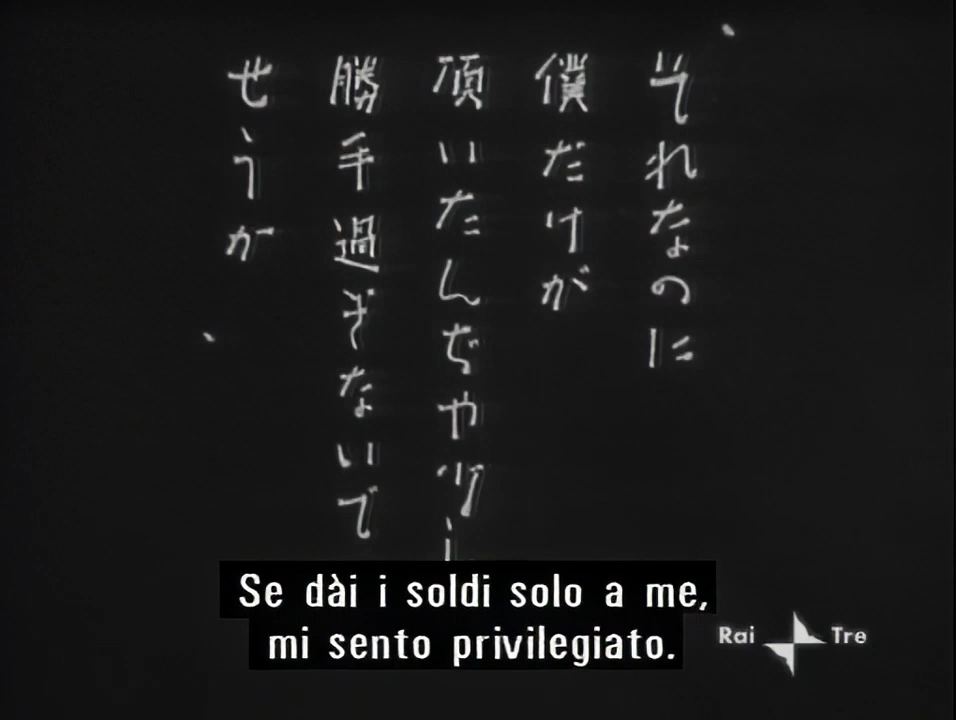 それなのに
僕だけが
頂いたんぢや少し
勝手過ぎないで
せうが
Se dài i soldi solo a me,
mi sento privilegiato.
Rai Tre